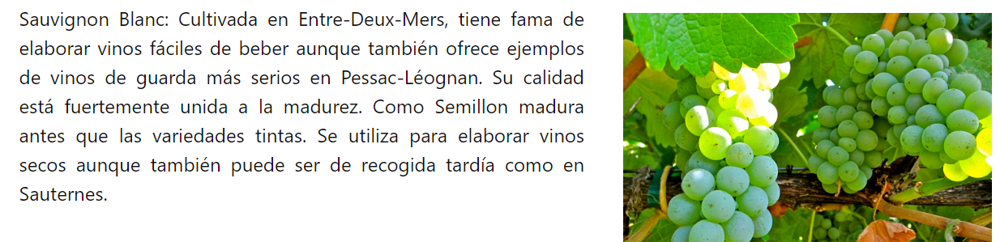 Sauvignon Blanc: Cultivada en Entre-Deux-Mers, tiene fama de
elaborar vinos fáciles de beber aunque también ofrece ejemplos
de vinos de guarda más serios en Pessac-Léognan. Su calidad
está fuertemente unida a la madurez. Como Semillon madura
antes que las variedades tintas. Se utiliza para elaborar vinos
secos aunque también puede ser de recogida tardía como en
Sauternes.